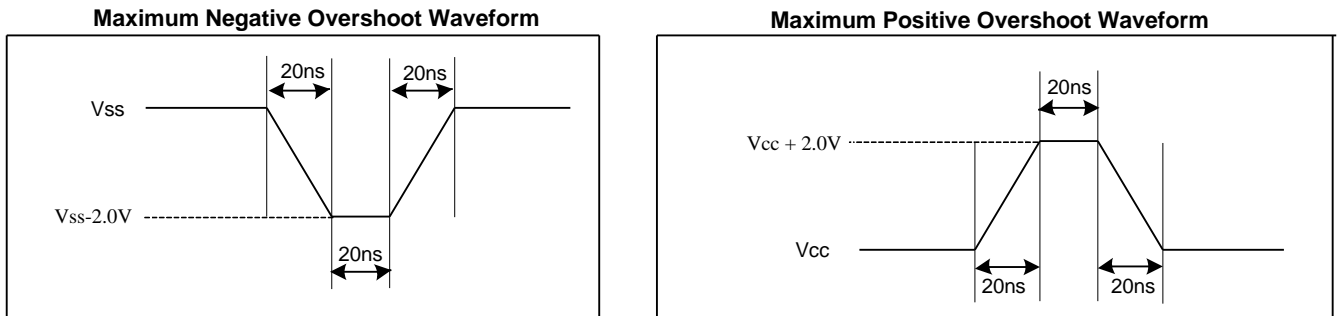 Maximum Negative Overshoot Waveform
20ns 20ns
Vss
Vss-2.0V
20ns
Maximum Positive Overshoot Waveform
20ns
Vcc + 2.0V
Vcc
20ns 20ns